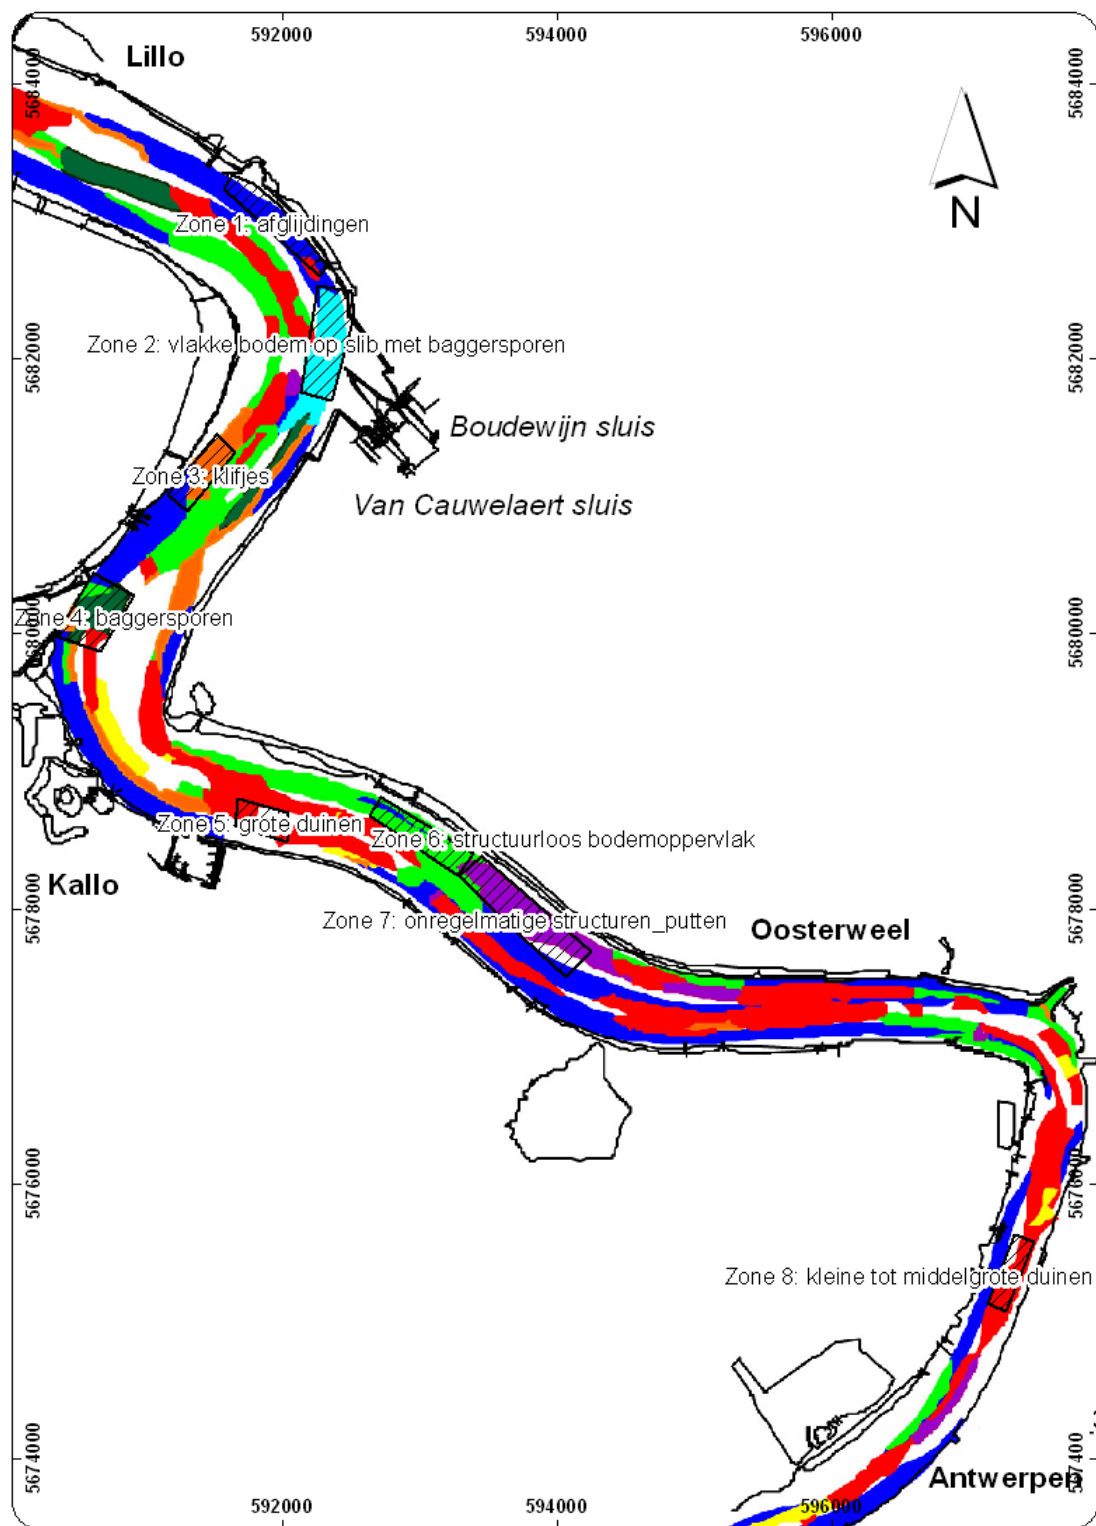 592000
594000
596000
Lillo
5684000
5684000
N
Zone 1: afglijdingen
Zone 2: vlakke bodem op slib met baggersporen
5682000
5682000
Boudewijn sluis
Zone 3: klifjes
Van Cauwelaert sluis
Zone 4: baggersporen
5680000
5680000
Zone 5: grote duinen
Zone 6: structuurloos bodemoppervlak
Kallo
5678000
5678000
Zone 7: onregelmatige structuren_putten
Oosterweel
5676000
5676000
Zone 8: kleine tot middelgrote duinen
5674000
567400
Antwerpen
592000
594000
596000